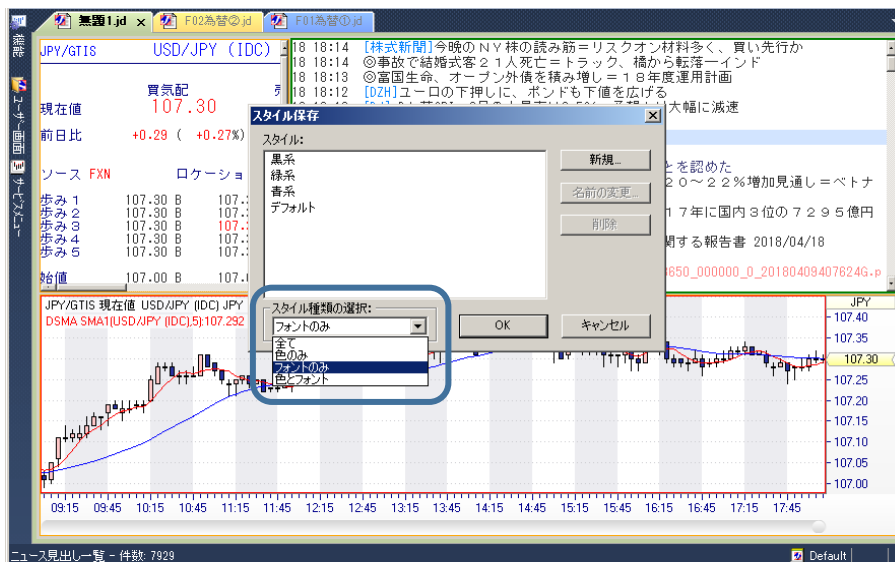 無題1.jd × F02為替②.jd F01為替①.jd
機能
ユーザー画面
サービスメニュー
JPY/GTIS USD/JPY (IDC)
買気配
現在値 107.30
前日比 +0.29 ( +0.27%)
ソース FXN ロケーショ
歩み1 107.30 B
歩み2 107.30 B
歩み3 107.30 B
歩み4 107.30 B
歩み5 107.30 B
始値 107.00 B
18 18:14 [株式新聞]今晩のNY株の読み筋=リスクオン材料多く、買い先行か
18 18:14 ◎事故で結婚式客21人死亡=トラック、橋から転落―インド
18 18:13 ◎富国生命、オープン外債を積み増し=18年度運用計画
18 18:12 [DZH]ユーロの下押しに、ポンドも下値を広げる
大幅に減速
とを認めた
20~22%増加見通し=ベトナ
17年に国内3位の7295億円
関する報告書 2018/04/18
8650_000000_0_20180409407624G.p
スタイル保存
スタイル:
黒系
緑系
青系
デフォルト
新規...
名前の変更...
削除
スタイル種類の選択:
フォントのみ
OK
キャンセル
全て
色のみ
フォントのみ
色とフォント
JPY/GTIS 現在値 USD/JPY (IDC) JPY
DSMA SMA1(USD/JPY (IDC),5):107.292
JPY
107.40
107.35
107.30
107.25
107.20
107.15
107.10
107.05
107.00
09:15 09:45 10:15 10:45 11:15 11:45 12:15 12:45 13:15 13:45 14:15 14:45 15:15 15:45 16:15 16:45 17:15 17:45
ニュース見出し一覧 - 件数: 7929
Default